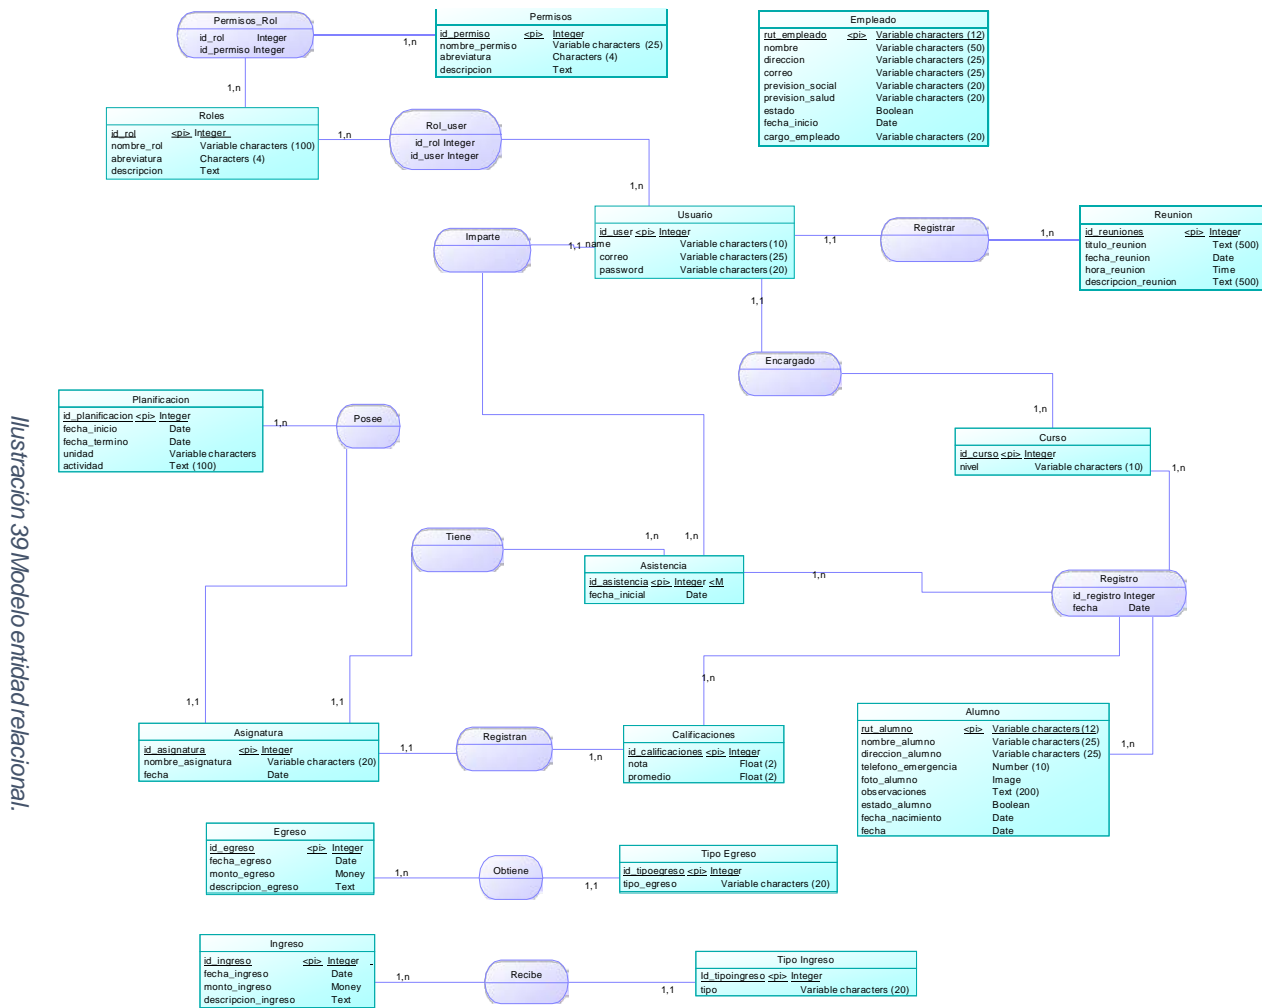 Permisos_Rol
id_rol Integer
id_permiso Integer
1,n
Permisos
id_permiso <pi> Integer
nombre_permiso Variable characters (25)
abreviatura Characters (4)
descripcion Text
Empleado
rut_empleado <pi> Variable characters (12)
nombre Variable characters (50)
direccion Variable characters (25)
correo Variable characters (25)
prevision_social Variable characters (20)
prevision_salud Variable characters (20)
estado Boolean
fecha_inicio Date
cargo_empleado Variable characters (20)
1,n
Roles
id_rol <pi> Integer
nombre_rol Variable characters (100)
abreviatura Characters (4)
descripcion Text
1,n
Rol_user
id_rol Integer
id_user Integer
1,n
Imparte
1,1
Usuario
id_user <pi> Integer
name Variable characters (10)
correo Variable characters (25)
password Variable characters (20)
1,1
Registrar
1,n
Reunion
id_reuniones <pi> Integer
titulo_reunion Text (500)
fecha_reunion Date
hora_reunion Time
descripcion_reunion Text (500)
1,1
Encargado
Planificacion
id_planificacion <pi> Integer
fecha_inicio Date
fecha_termino Date
unidad Variable characters
actividad Text (100)
1,n
Posee
1,n
Curso
id_curso <pi> Integer
nivel Variable characters (10)
1,n
Tiene
1,n
1,n
Asistencia
id_asistencia <pi> Integer <M
fecha_inicial Date
1,n
Registro
id_registro Integer
fecha Date
1,1
1,1
1,n
Asignatura
id_asignatura <pi> Integer
nombre_asignatura Variable characters (20)
fecha Date
1,1
Registran
1,n
Calificaciones
id_calificaciones <pi> Integer
nota Float (2)
promedio Float (2)
Alumno
rut_alumno <pi> Variable characters (12)
nombre_alumno Variable characters (25)
direccion_alumno Variable characters (25)
telefono_emergencia Number (10)
foto_alumno Image
observaciones Text (200)
estado_alumno Boolean
fecha_nacimiento Date
fecha Date
1,n
Egreso
id_egreso <pi> Integer
fecha_egreso Date
monto_egreso Money
descripcion_egreso Text
1,n
Obtiene
1,1
Tipo Egreso
id_tipoegreso <pi> Integer
tipo_egreso Variable characters (20)
Ingreso
id_ingreso <pi> Integer
fecha_ingreso Date
monto_ingreso Money
descripcion_ingreso Text
1,n
Recibe
1,1
Tipo Ingreso
Id_tipoingreso <pi> Integer
tipo Variable characters (20)
Ilustración 39 Modelo entidad relacional.